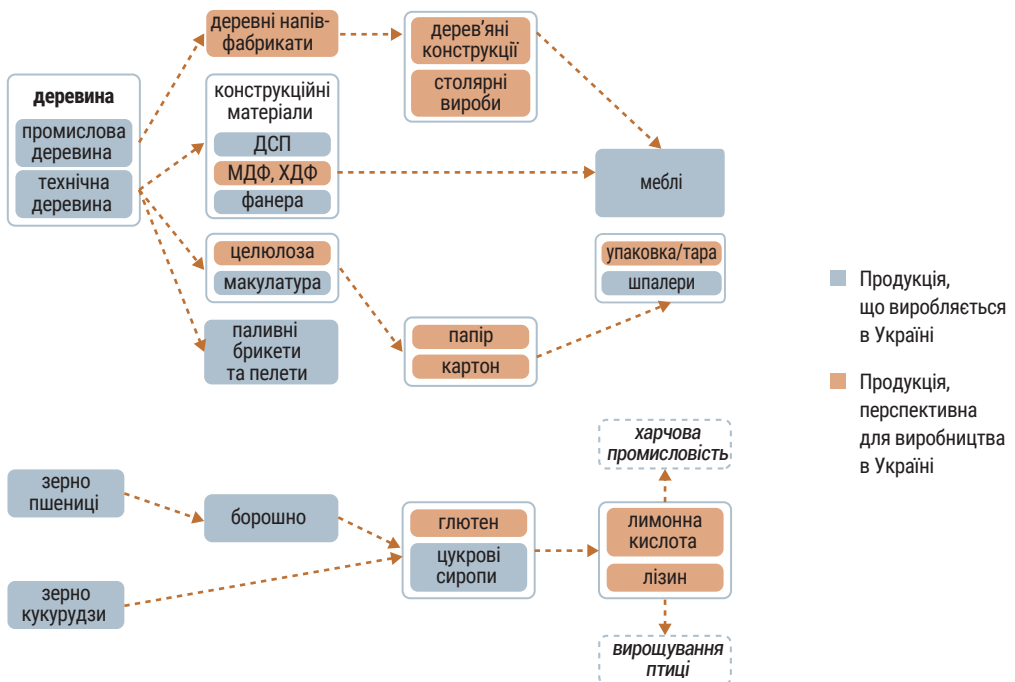 деревина
промислова
деревина
технічна
деревина
деревні напів-
фабрикати
конструкційні
матеріали
ДСП
МДФ, ХДФ
фанера
целюлоза
макулатура
паливні
брикети
та пелети
дерев’яні
конструкції
столярні
вироби
папір
картон
меблі
упаковка/тара
шпалери
Продукція,
що виробляється
в Україні
Продукція,
перспективна
для виробництва
в Україні
зерно
пшениці
зерно
кукурудзи
борошно
глютен
цукрові
сиропи
харчова
промисловість
лимонна
кислота
лізин
вирощування
птиці